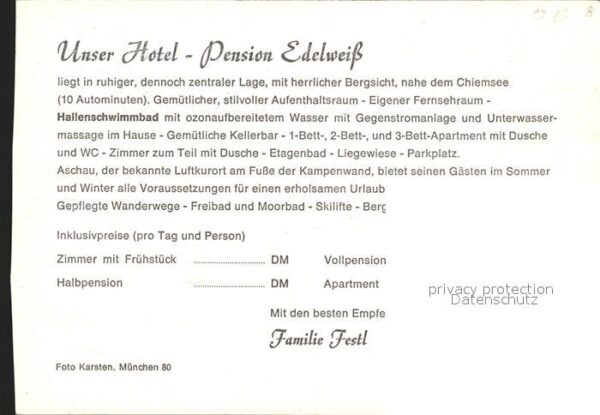 Unser Hotel - Pension Edelweiß
liegt in ruhiger, dennoch zentraler Lage, mit herrlicher Bergsicht, nahe dem Chiemsee
(10 Autominuten). Gemütlicher, stilvoller Aufenthaltsraum - Eigener Fernsehraum -
Hallenschwimmbad mit ozonaufbereitetem Wasser mit Gegenstromanlage und Unterwasser-
massage im Hause - Gemütliche Kellerbar - 1-Bett-, 2-Bett-, und 3-Bett-Apartment mit Dusche
und WC - Zimmer zum Teil mit Dusche - Etagenbad - Liegewiese - Parkplatz.
Aschau, der bekannte Luftkurort am Fuße der Kampenwand, bietet seinen Gästen im Sommer
und Winter alle Voraussetzungen für einen erholsamen Urlaub
Gepflegte Wanderwege - Freibad und Moorbad - Skilifte - Berg
Inklusivpreise (pro Tag und Person)
Zimmer mit Frühstück .................... DM Vollpension
Halbpension .................... DM Apartment
privacy protection
Datenschutz
Mit den besten Empfe
Familie Festl
Foto Karsten, München 80